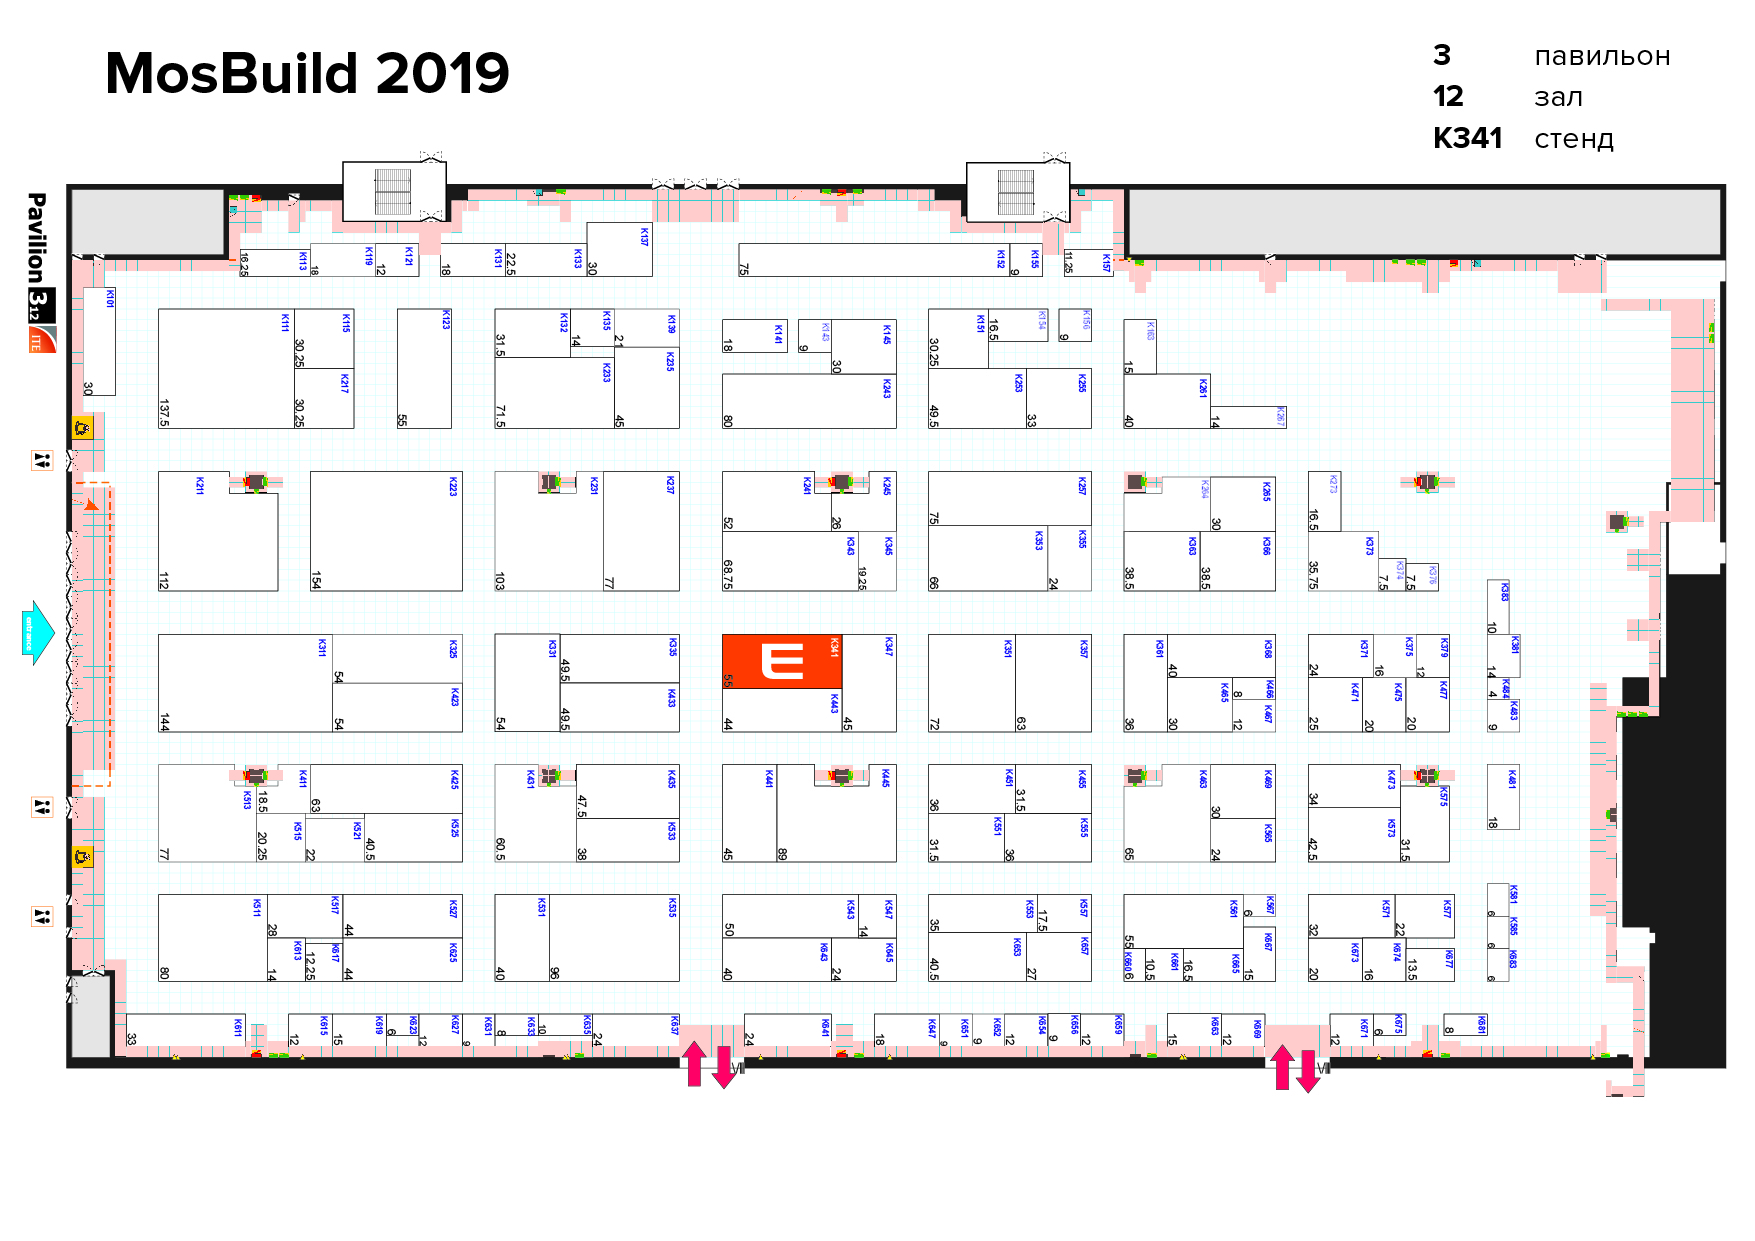 MosBuild 2019
3 павильон
12 зал
K341 стенд
Pavilion 3 12
ITE
entrance
K137
K113 K119 K121 K131 K133 K152 K155 K157
16.25 18 12 18 22.5 30 75 9 11.25
K101
30
K111 K115 K123 K132 K135 K139 K141 K143 K145 K151 K154 K156 K163
30.25 31.5 14 21 18 9 30 30.25 16.5 9 15
K217 K233 K235 K243 K253 K255 K261 K267
137.5 30.25 55 71.5 45 80 49.5 33 40 14
K211 K223 K231 K237 K241 K245 K257 K264 K265 K273
52 26 75 30 16.5
K343 K345 K353 K355 K363 K366 K373 K374 K376
112 154 103 77 68.75 19.25 66 24 38.5 38.5 35.75 7.5 7.5
K383
10
K311 K325 K331 K335 K341 K347 K351 K357 K361 K368 K371 K375 K379 K381
54 49.5 55 40 24 16 12 14
K423 K433 K443 K465 K466 K467 K471 K475 K477 K484 K483
8 4
144 54 54 49.5 44 45 72 63 36 30 12 25 20 20 9
K411 K425 K431 K435 K441 K445 K451 K455 K463 K469 K473 K481
18.5 63 47.5 36 31.5 30 34 18
K513 K515 K521 K525 K533 K551 K555 K565 K573 K575
77 20.25 22 40.5 60.5 38 45 89 31.5 36 65 24 42.5 31.5
K511 K517 K527 K531 K535 K543 K547 K553 K557 K561 K567 K571 K577 K581
28 44 50 14 35 17.5 55 6 32 22 6
K585
6
K613 K617 K625 K643 K645 K653 K657 K660 K661 K665 K667 K673 K674 K677 K683
80 14 12.25 44 40 96 40 24 40.5 27 6 10.5 16.5 15 20 16 13.5 6
K611 K615 K619 K623 K627 K631 K633 K635 K637 K641 K647 K651 K652 K654 K656 K659 K663 K669 K671 K675 K681
33 12 15 6 12 9 8 10 24 24 18 9 9 12 9 12 15 12 12 6 8